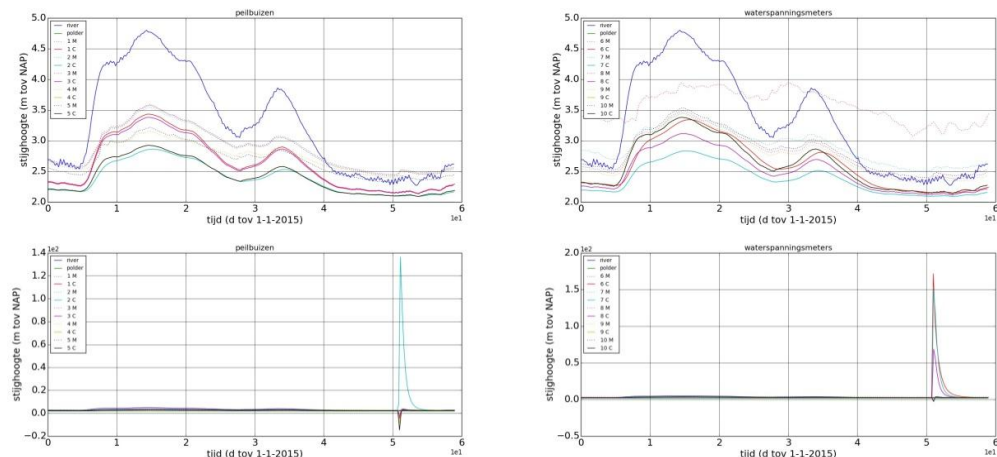 peilbuizen
5.0
4.5
4.0
3.5
3.0
2.5
2.0
stijghoogte (m tov NAP)
river
polder
1 M
1 C
2 M
2 C
3 M
3 C
4 M
4 C
5 M
5 C
0 1 2 3 4 5 6
1e1
tijd (d tov 1-1-2015)
waterspanningsmeters
5.0
4.5
4.0
3.5
3.0
2.5
2.0
stijghoogte (m tov NAP)
river
polder
6 M
6 C
7 M
7 C
8 M
8 C
9 M
9 C
10 M
10 C
0 1 2 3 4 5 6
1e1
tijd (d tov 1-1-2015)
peilbuizen
1e2
1.4
1.2
1.0
0.8
0.6
0.4
0.2
0.0
−0.2
stijghoogte (m tov NAP)
river
polder
1 M
1 C
2 M
2 C
3 M
3 C
4 M
4 C
5 M
5 C
0 1 2 3 4 5 6
1e1
tijd (d tov 1-1-2015)
waterspanningsmeters
1e2
2.0
1.5
1.0
0.5
0.0
−0.5
stijghoogte (m tov NAP)
river
polder
6 M
6 C
7 M
7 C
8 M
8 C
9 M
9 C
10 M
10 C
0 1 2 3 4 5 6
1e1
tijd (d tov 1-1-2015)